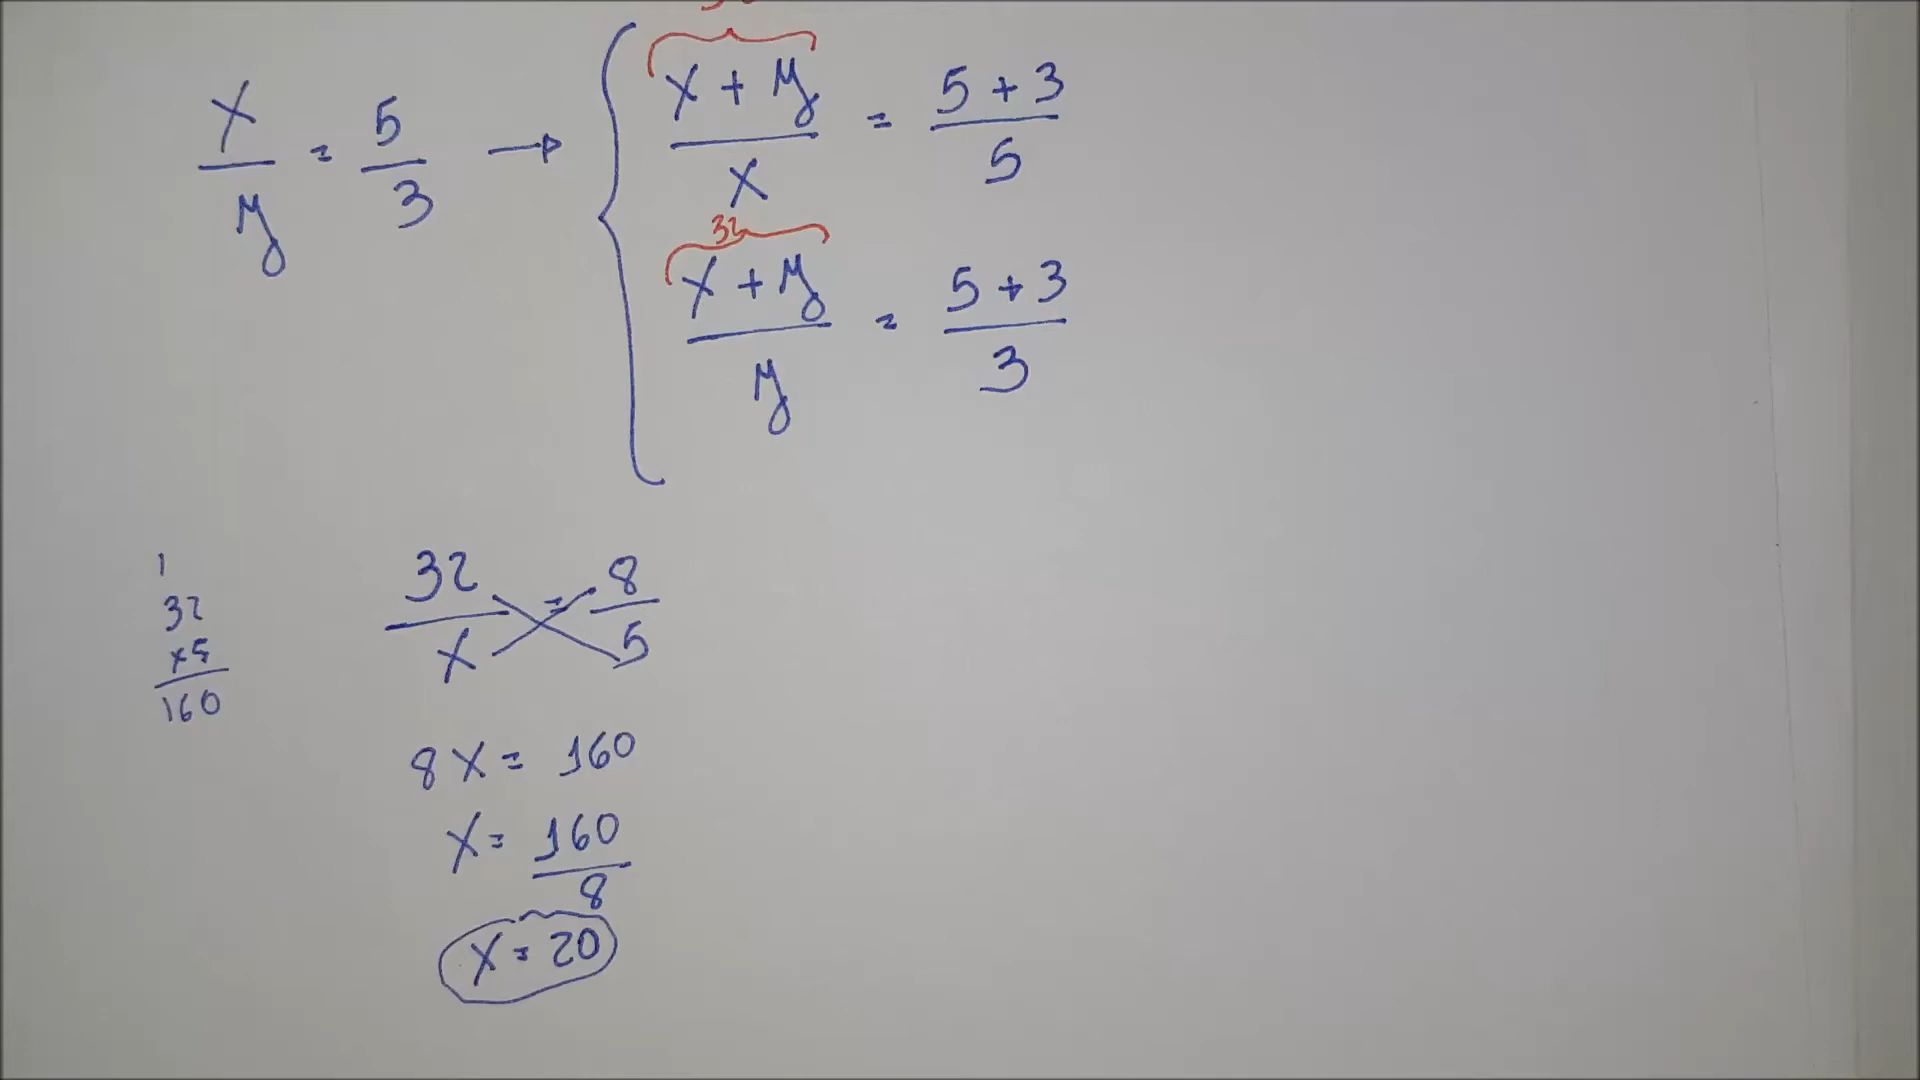 x/y = 5/3 → { (x + y)/x = (5 + 3)/5
32
(x + y)/y = (5 + 3)/3
1
32
x5
160
32/x = 8/5
8x = 160
x = 160/8
x = 20